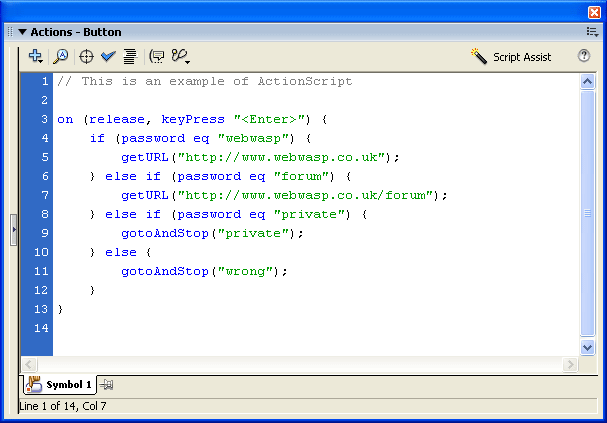 Actions - Button
Script Assist
1 // This is an example of ActionScript
2
3 on (release, keyPress "<Enter>") {
4     if (password eq "webwasp") {
5         getURL("http://www.webwasp.co.uk");
6     } else if (password eq "forum") {
7         getURL("http://www.webwasp.co.uk/forum");
8     } else if (password eq "private") {
9         gotoAndStop("private");
10     } else {
11         gotoAndStop("wrong");
12     }
13 }
14
Symbol 1
Line 1 of 14, Col 7